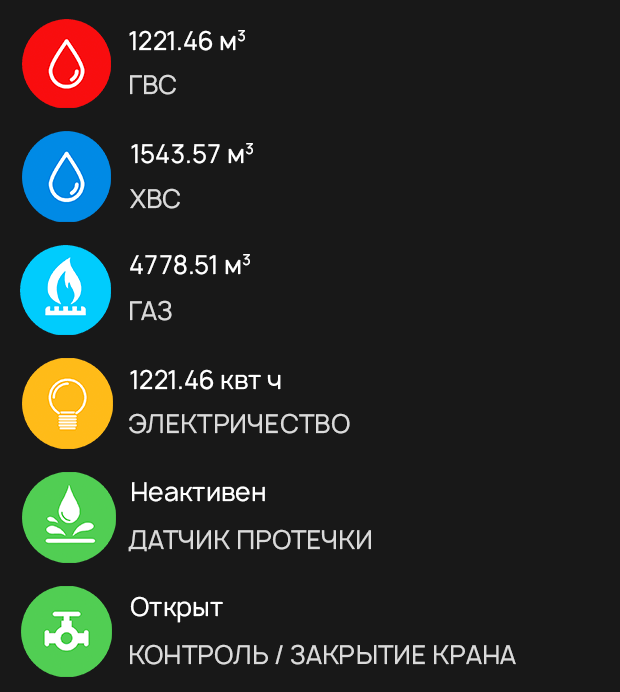 1221.46 м³
ГВС
1543.57 м³
ХВС
4778.51 м³
ГАЗ
1221.46 квт ч
ЭЛЕКТРИЧЕСТВО
Неактивен
ДАТЧИК ПРОТЕЧКИ
Открыт
КОНТРОЛЬ / ЗАКРЫТИЕ КРАНА